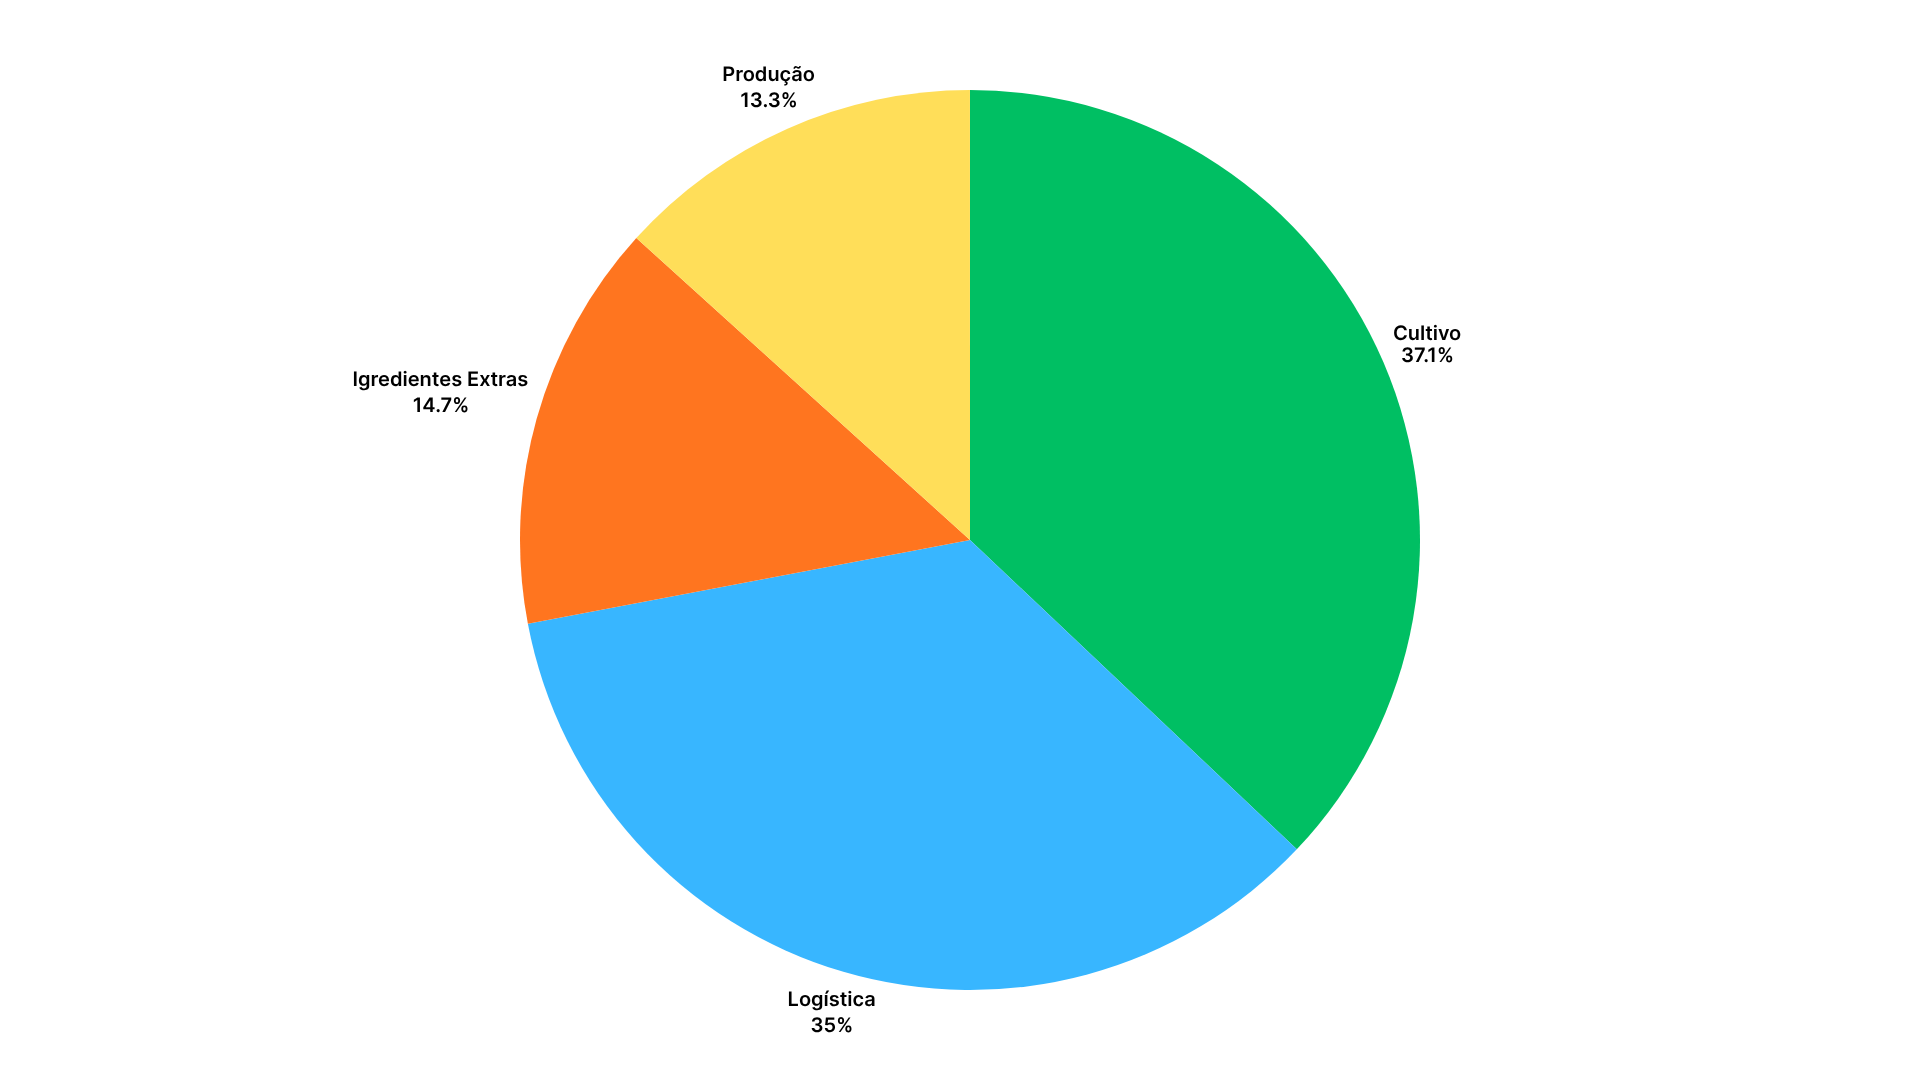 Produção
13.3%
Cultivo
37.1%
Igredientes Extras
14.7%
Logística
35%